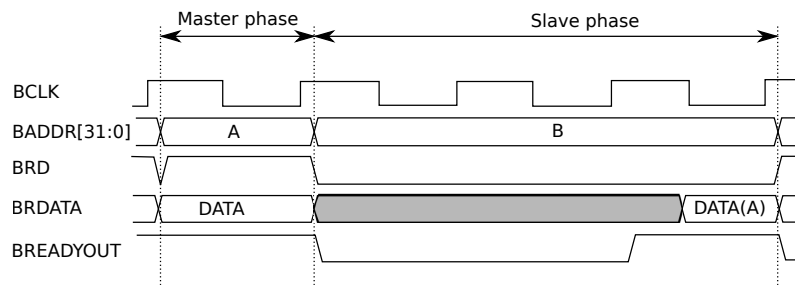 Master phase
Slave phase
BCLK
BADDR[31:0]
A
B
BRD
BRDATA
DATA
DATA(A)
BREADYOUT